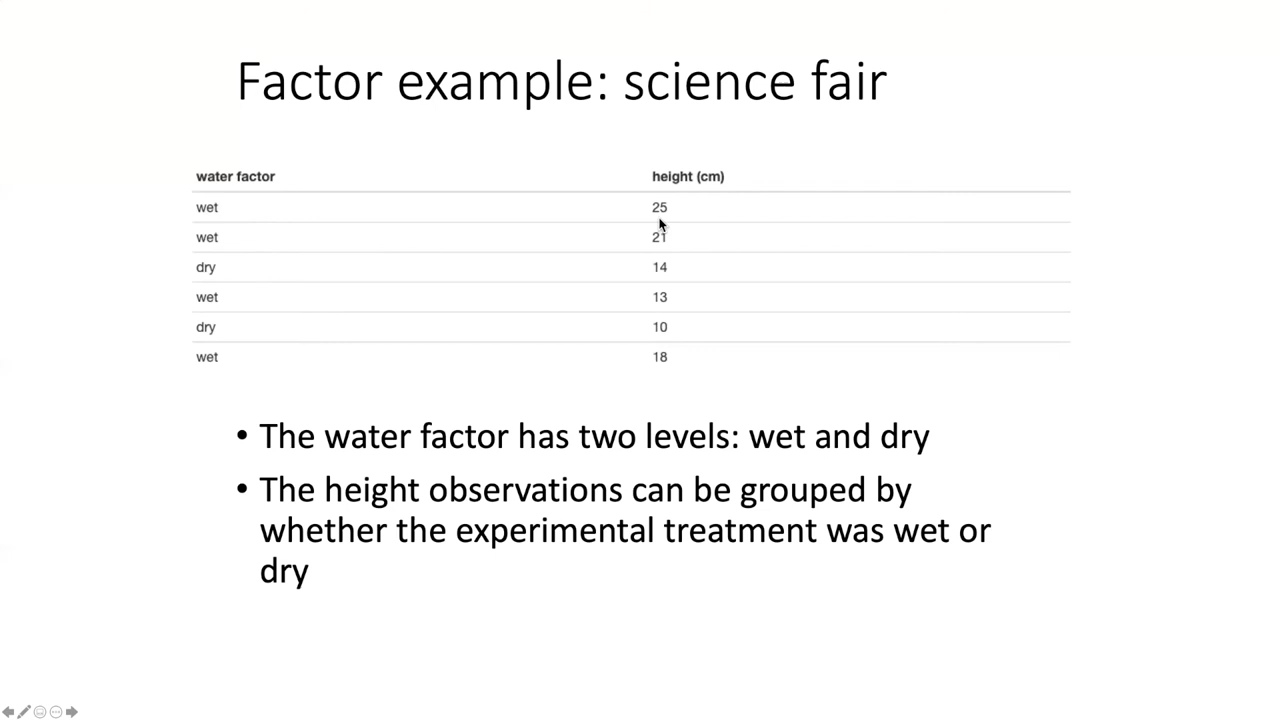 Factor example: science fair
water factor height (cm)
wet 25
wet 21
dry 14
wet 13
dry 10
wet 18
• The water factor has two levels: wet and dry
• The height observations can be grouped by
whether the experimental treatment was wet or
dry